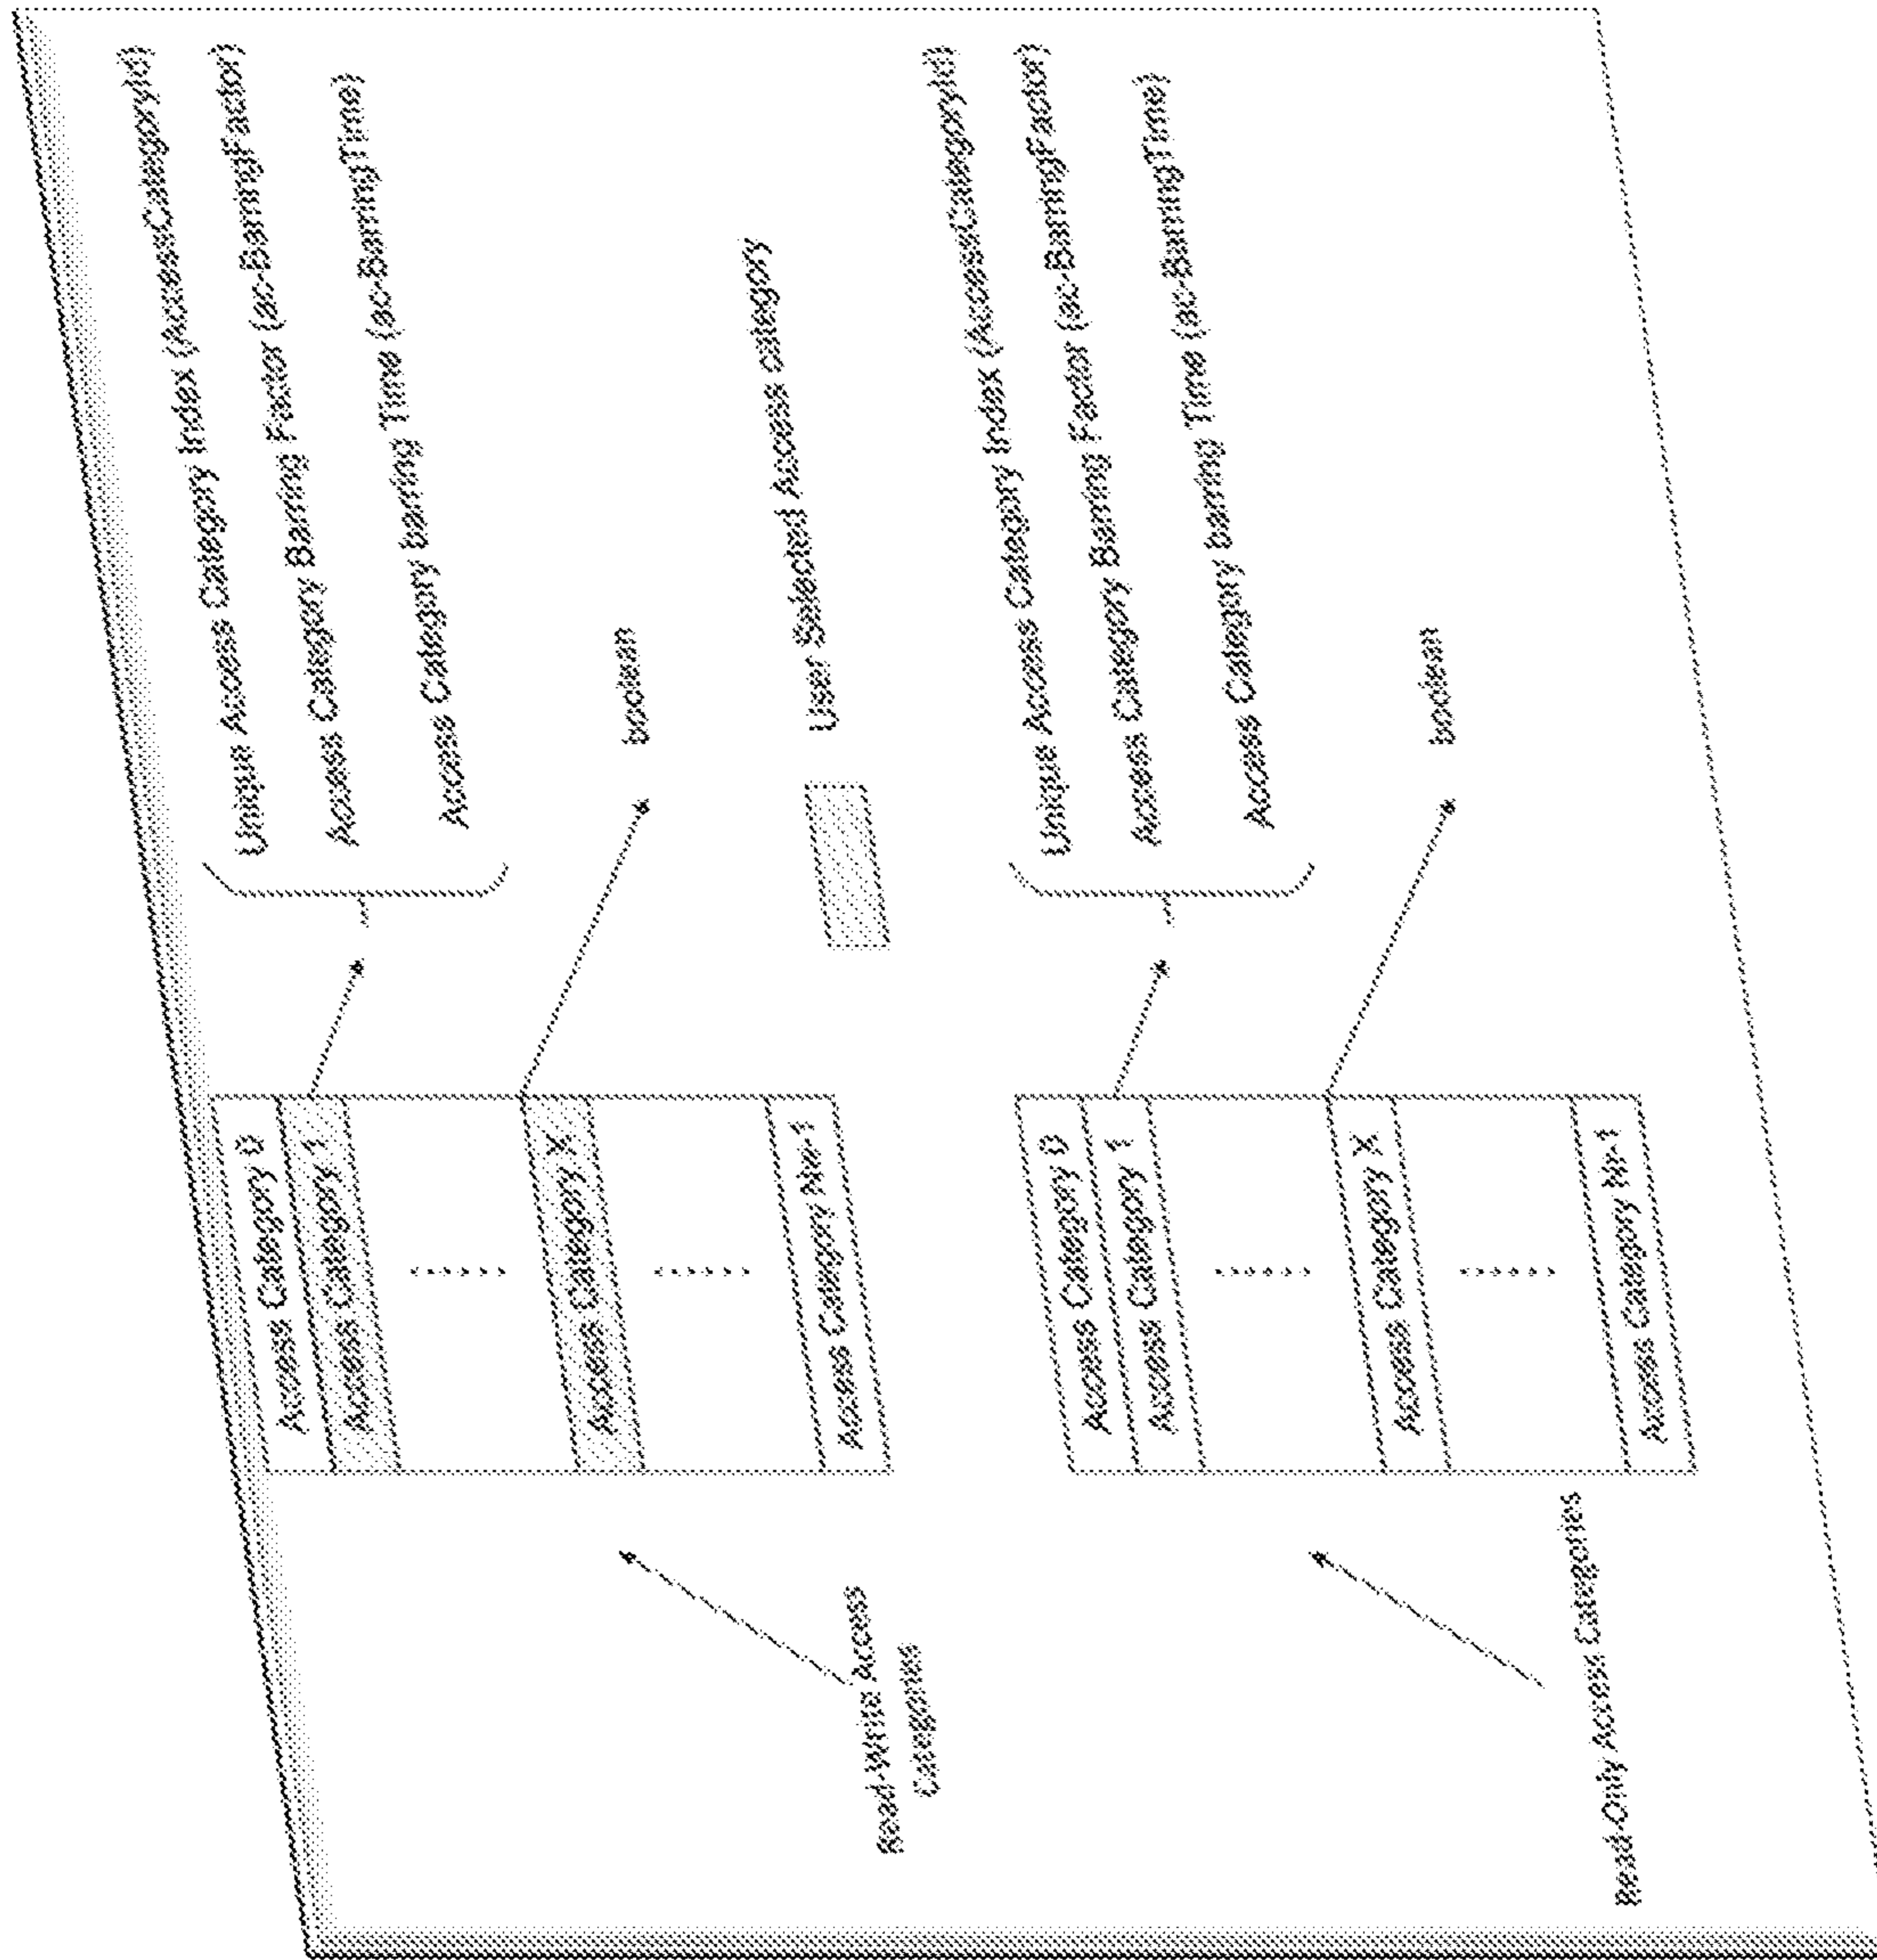 Access Category 0
Access Category 1
Access Category X
Access Category Nw-1
Unique Access Category Index (AccessCategoryId)
Access Category Barring Factor (ac-BarringFactor)
Access Category barring Time (ac-BarringTime)
boolean
User Selected Access category
Read-Write Access
Categories
Access Category 0
Access Category 1
Access Category X
Access Category Nr-1
Unique Access Category Index (AccessCategoryId)
Access Category Barring Factor (ac-BarringFactor)
Access Category barring Time (ac-BarringTime)
boolean
Read-Only Access Categories